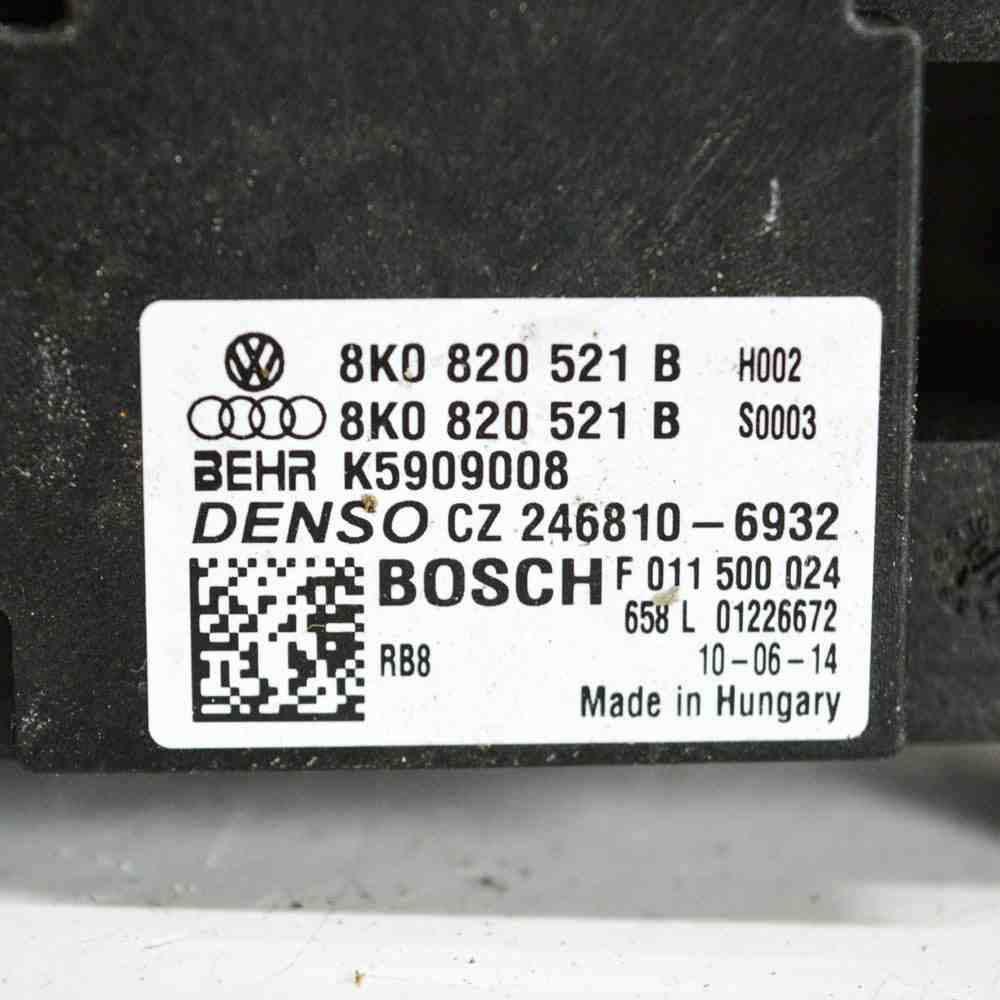 8K0 820 521 B H002
8K0 820 521 B S0003
BEHR K5909008
DENSO CZ 246810-6932
BOSCH F 011 500 024
658 L 01226672
RB8 10-06-14
Made in Hungary